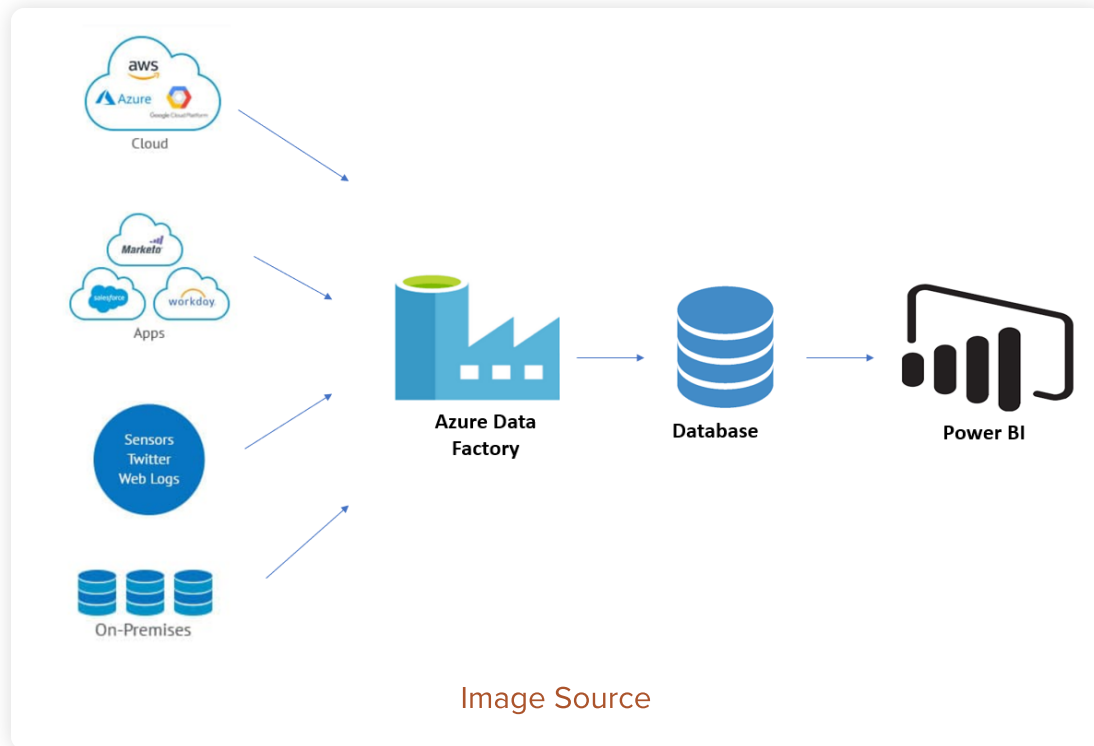 aws
Azure
Google Cloud Platform
Cloud
Marketo
salesforce
workday
Apps
Sensors
Twitter
Web Logs
On-Premises
Azure Data
Factory
Database
Power BI
Image Source